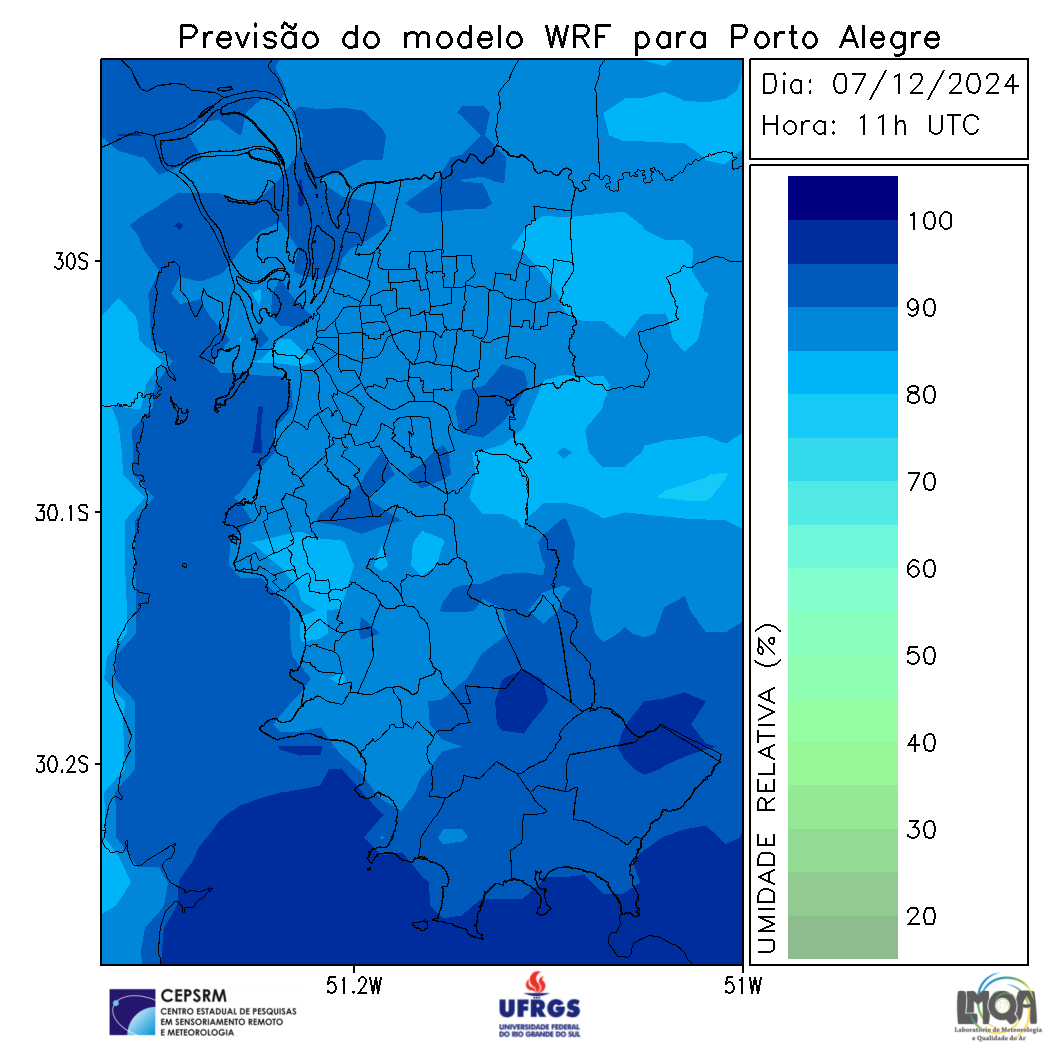 Previsão do modelo WRF para Porto Alegre
Dia: 07/12/2024
Hora: 11h UTC
100
90
80
70
60
50
40
30
20
UMIDADE RELATIVA (%)
30S
30.1S
30.2S
51.2W
51W
CEPSRM
CENTRO ESTADUAL DE PESQUISAS
EM SENSORIAMENTO REMOTO
E METEOROLOGIA
UFRGS
UNIVERSIDADE FEDERAL
DO RIO GRANDE DO SUL
LMQA
Laboratório de Meteorologia
e Qualidade do Ar